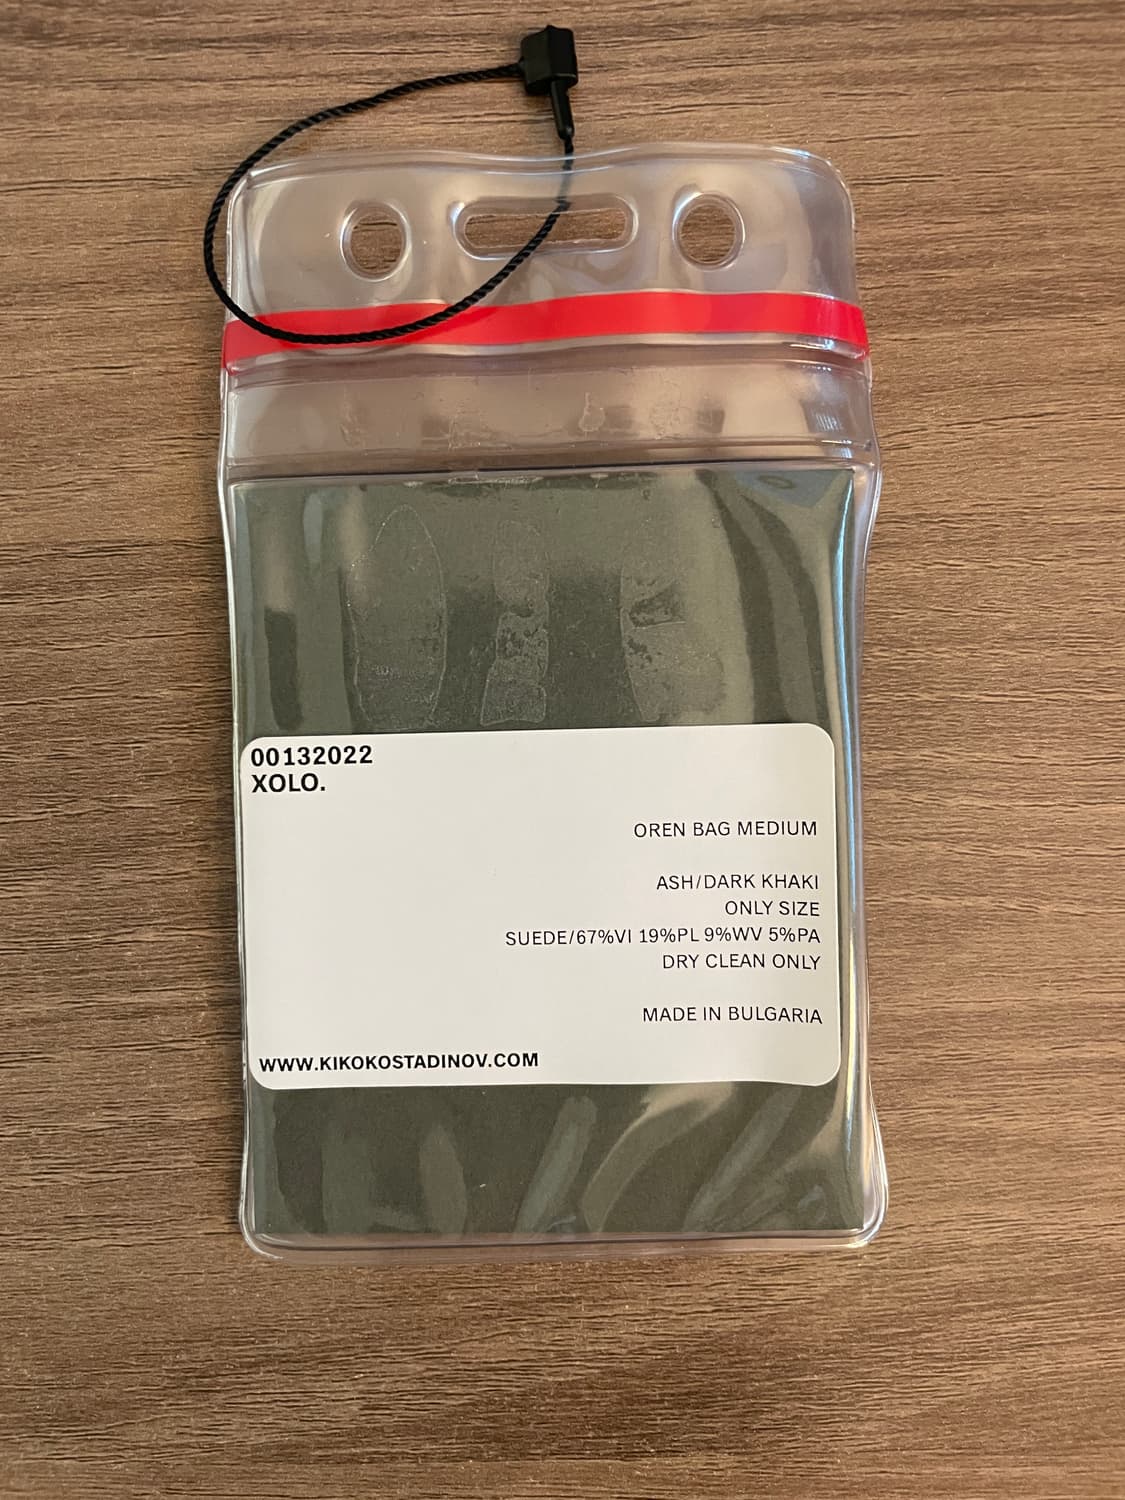 00132022
XOLO.
OREN BAG MEDIUM
ASH/DARK KHAKI
ONLY SIZE
SUEDE/67%VI 19%PL 9%WV 5%PA
DRY CLEAN ONLY
MADE IN BULGARIA
WWW.KIKOKOSTADINOV.COM